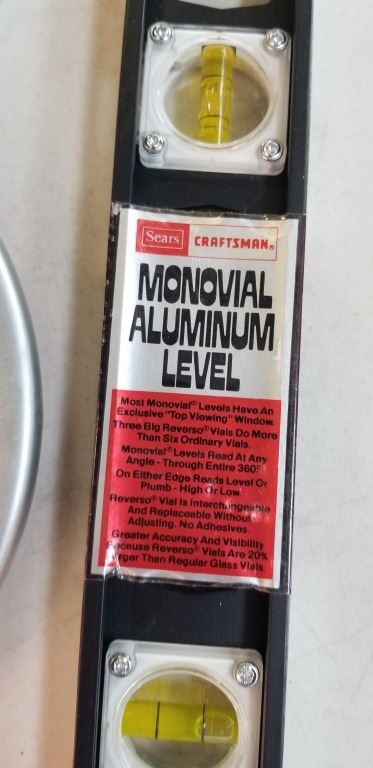 Sears CRAFTSMAN®
MONOVIAL
ALUMINUM
LEVEL
Most Monovial® Levels Have An
Exclusive "Top Viewing" Window.
Three Big Reverso® Vials Do More
Than Six Ordinary Vials.
Monovial® Levels Read At Any
Angle - Through Entire 360°
On Either Edge Reads Level Or
Plumb - High Or Low
Reverso® Vial Is Interchangeable
And Replaceable Without
Adjusting. No Adhesives.
Greater Accuracy And Visibility
Because Reverso® Vials Are 20%
Larger Than Regular Glass Vials.